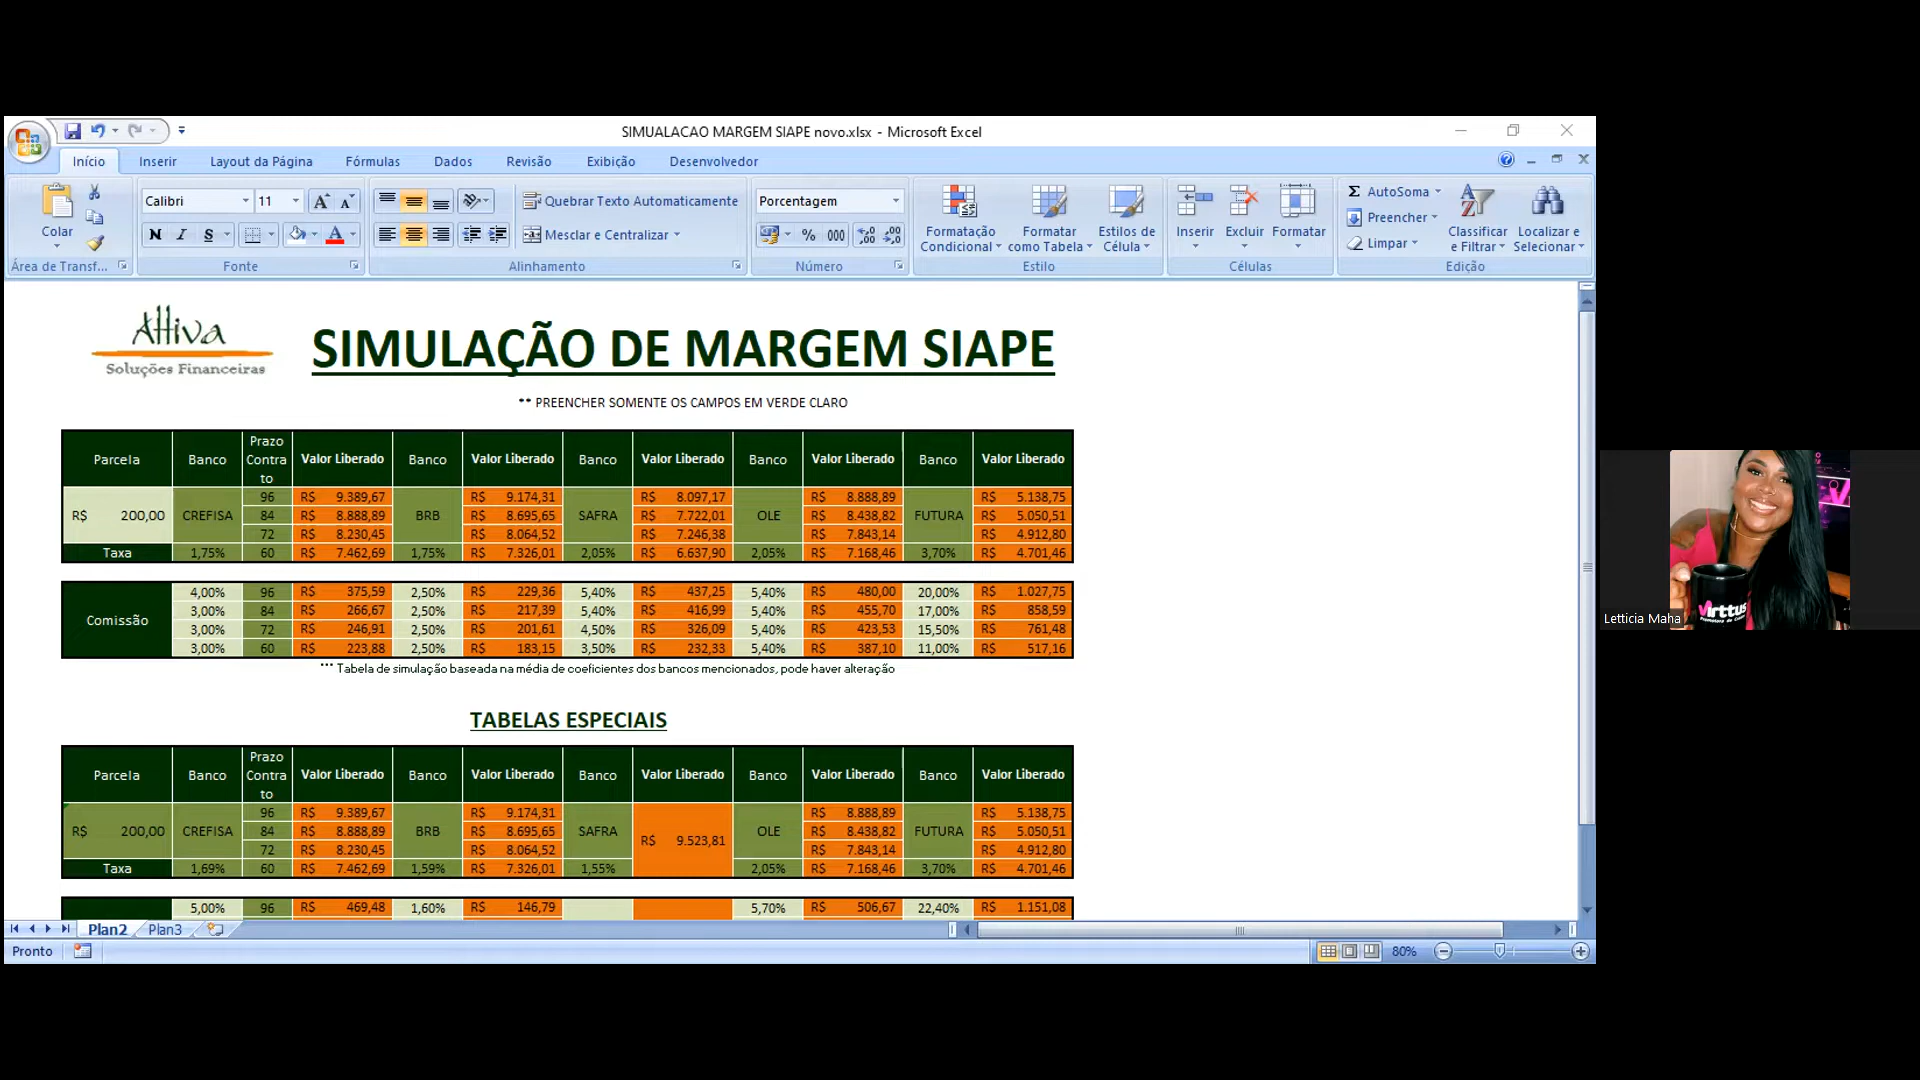 SIMUALACAO MARGEM SIAPE novo.xlsx - Microsoft Excel
Início Inserir Layout da Página Fórmulas Dados Revisão Exibição Desenvolvedor
Colar
Área de Transf...
Calibri 11
N I S
Fonte
Quebrar Texto Automaticamente
Mesclar e Centralizar
Alinhamento
Porcentagem
% 000
Número
Formatação Condicional
Formatar como Tabela
Estilos de Célula
Estilo
Inserir Excluir Formatar
Células
Σ AutoSoma
Preencher
Limpar
Classificar e Filtrar
Localizar e Selecionar
Edição
Attiva
Soluções Financeiras
SIMULAÇÃO DE MARGEM SIAPE
** PREENCHER SOMENTE OS CAMPOS EM VERDE CLARO
Parcela Banco Prazo Contra to Valor Liberado Banco Valor Liberado Banco Valor Liberado Banco Valor Liberado Banco Valor Liberado
96 R$ 9.389,67 R$ 9.174,31 R$ 8.097,17 R$ 8.888,89 R$ 5.138,75
R$ 200,00 CREFISA 84 R$ 8.888,89 BRB R$ 8.695,65 SAFRA R$ 7.722,01 OLE R$ 8.438,82 FUTURA R$ 5.050,51
72 R$ 8.230,45 R$ 8.064,52 R$ 7.246,38 R$ 7.843,14 R$ 4.912,80
Taxa 1,75% 60 R$ 7.462,69 1,75% R$ 7.326,01 2,05% R$ 6.637,90 2,05% R$ 7.168,46 3,70% R$ 4.701,46
4,00% 96 R$ 375,59 2,50% R$ 229,36 5,40% R$ 437,25 5,40% R$ 480,00 20,00% R$ 1.027,75
Comissão 3,00% 84 R$ 266,67 2,50% R$ 217,39 5,40% R$ 416,99 5,40% R$ 455,70 17,00% R$ 858,59
3,00% 72 R$ 246,91 2,50% R$ 201,61 4,50% R$ 326,09 5,40% R$ 423,53 15,50% R$ 761,48
3,00% 60 R$ 223,88 2,50% R$ 183,15 3,50% R$ 232,33 5,40% R$ 387,10 11,00% R$ 517,16
*** Tabela de simulação baseada na média de coeficientes dos bancos mencionados, pode haver alteração
TABELAS ESPECIAIS
Parcela Banco Prazo Contra to Valor Liberado Banco Valor Liberado Banco Valor Liberado Banco Valor Liberado Banco Valor Liberado
96 R$ 9.389,67 R$ 9.174,31 R$ 8.888,89 R$ 5.138,75
R$ 200,00 CREFISA 84 R$ 8.888,89 BRB R$ 8.695,65 SAFRA R$ 9.523,81 OLE R$ 8.438,82 FUTURA R$ 5.050,51
72 R$ 8.230,45 R$ 8.064,52 R$ 7.843,14 R$ 4.912,80
Taxa 1,69% 60 R$ 7.462,69 1,59% R$ 7.326,01 1,55% 2,05% R$ 7.168,46 3,70% R$ 4.701,46
5,00% 96 R$ 469,48 1,60% R$ 146,79 5,70% R$ 506,67 22,40% R$ 1.151,08
Plan2 Plan3
Pronto 80%
Virttus
Letticia Maha